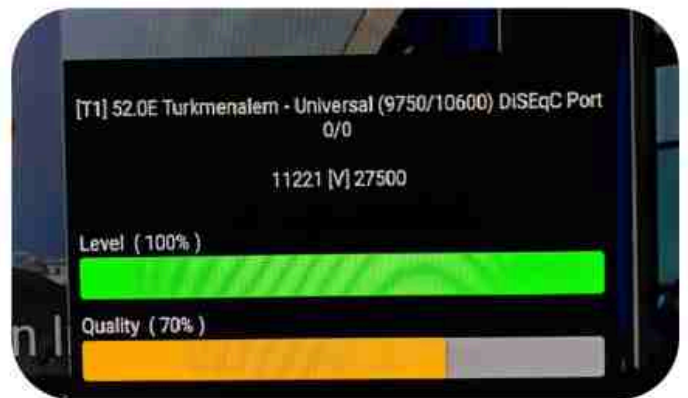 [T1] 52.0E Turkmenalem - Universal (9750/10600) DiSEqC Port
0/0
11221 [V] 27500
Level ( 100% )
Quality ( 70% )